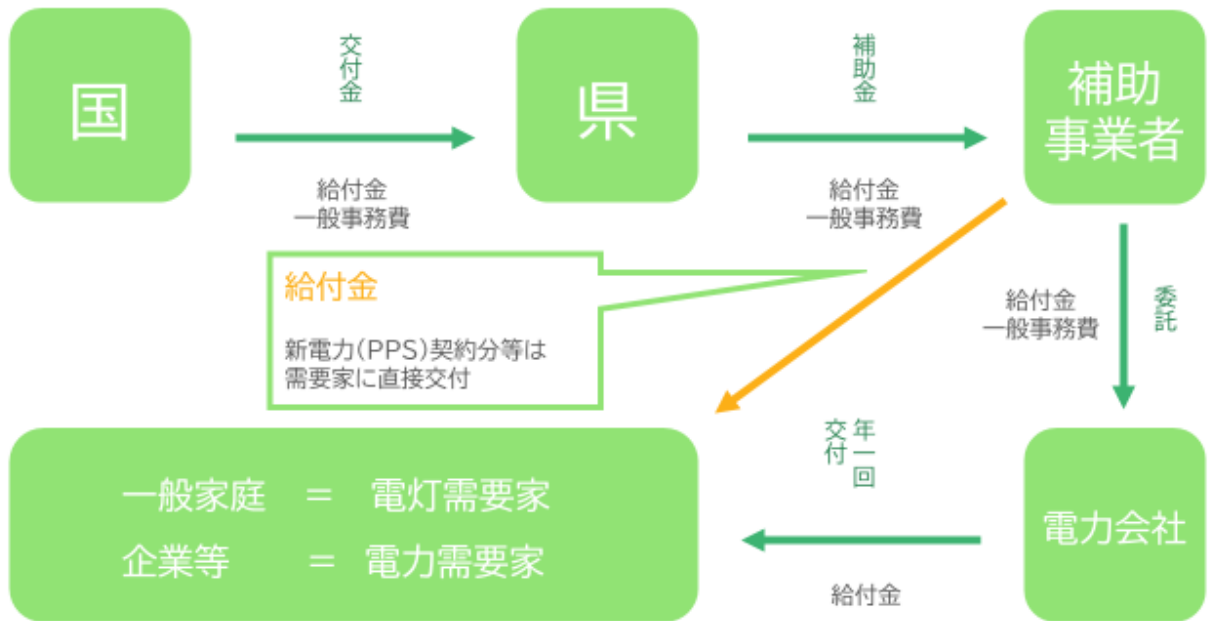 国
交付金
給付金
一般事務費
県
補助金
給付金
一般事務費
補助
事業者
給付金
新電力(PPS)契約分等は
需要家に直接交付
給付金
一般事務費
委託
一般家庭 = 電灯需要家
企業等 = 電力需要家
年一回
交付
給付金
電力会社